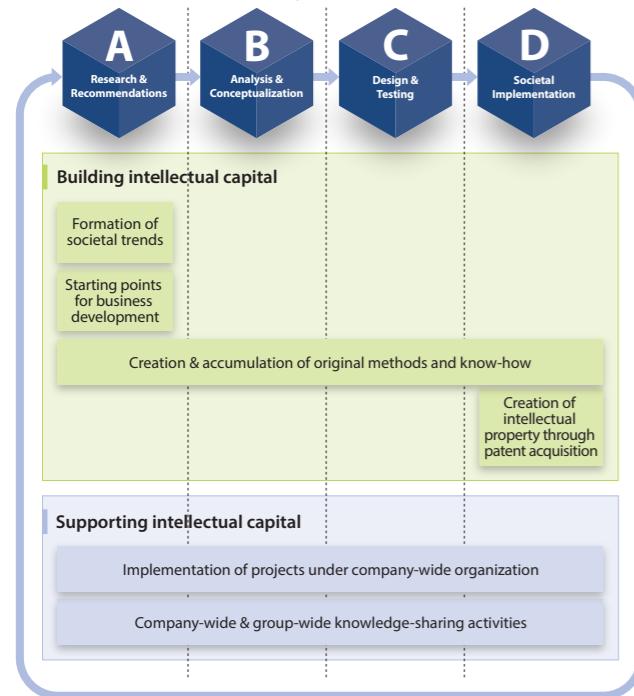 A
Research &
Recommendations
B
Analysis &
Conceptualization
C
Design &
Testing
D
Societal
Implementation
Building intellectual capital
Formation of
societal trends
Starting points
for business
development
Creation & accumulation of original methods and know-how
Creation of
intellectual
property through
patent acquisition
Supporting intellectual capital
Implementation of projects under company-wide organization
Company-wide & group-wide knowledge-sharing activities